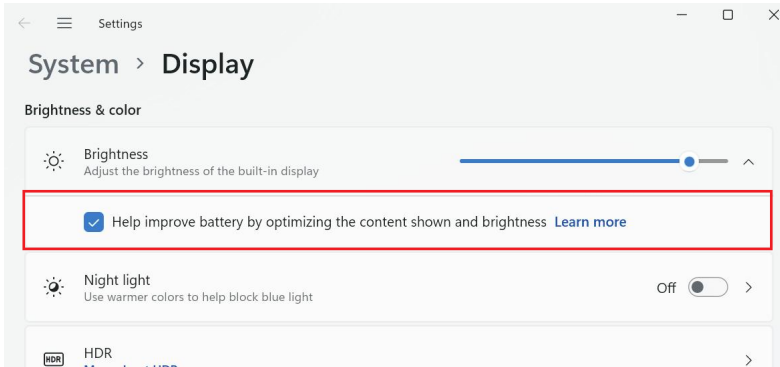 Settings
System > Display
Brightness & color
Brightness
Adjust the brightness of the built-in display
Help improve battery by optimizing the content shown and brightness Learn more
Night light
Use warmer colors to help block blue light
Off
HDR
HDR